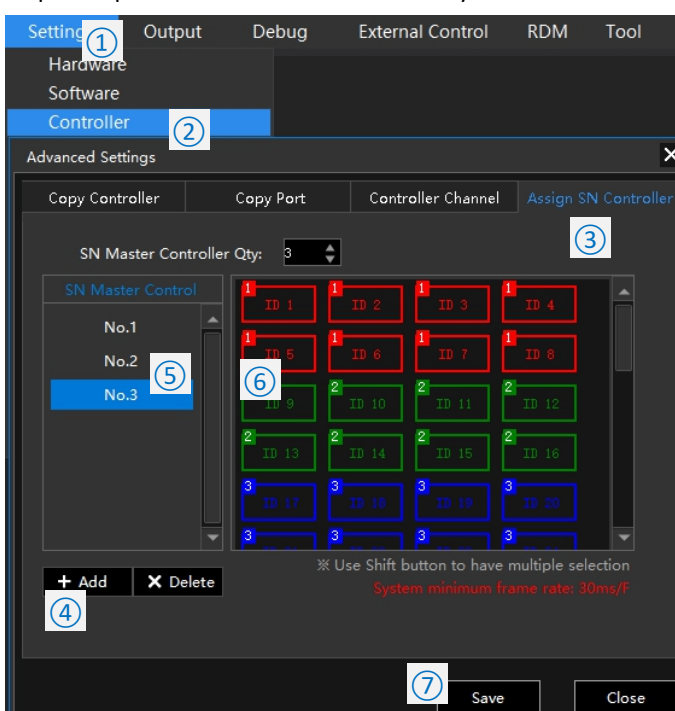 Settin ① Output Debug External Control RDM Tool
Hardware
Software
Controller ②
Advanced Settings X
Copy Controller Copy Port Controller Channel Assign SN Controller
③
SN Master Controller Qty: 3
SN Master Control
No.1
No.2
No.3
⑤
1 ID 1 1 ID 2 1 ID 3 1 ID 4
1 ID 5 1 ID 6 1 ID 7 1 ID 8
⑥
ID 9 2 ID 10 2 ID 11 2 ID 12
2 ID 13 2 ID 14 2 ID 15 2 ID 16
3 ID 17 3 ID 18 3 ID 19 3 ID 20
3 3 3 3
※ Use Shift button to have multiple selection
+ Add X Delete
System minimum frame rate: 30ms/F
④
⑦
Save Close